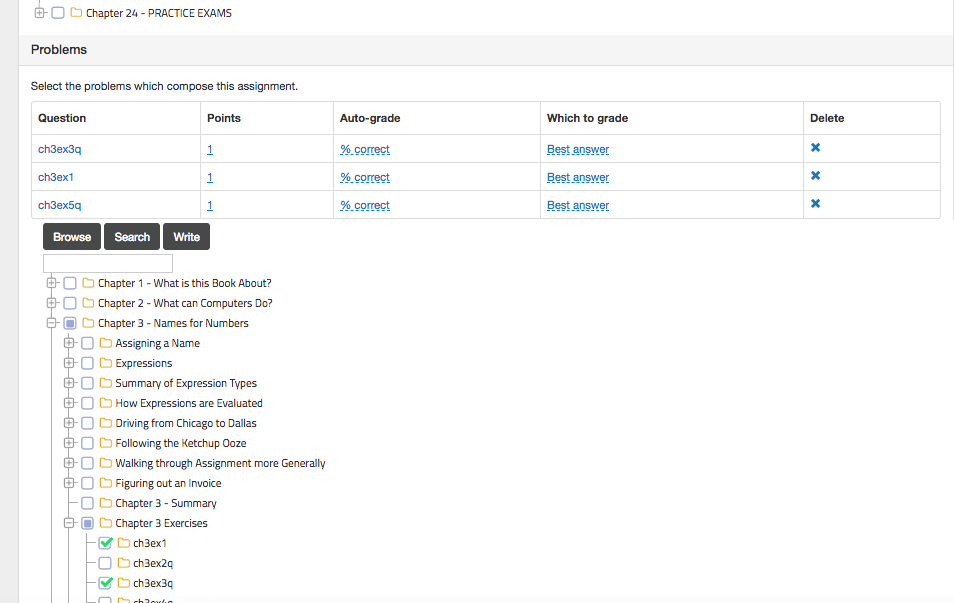 Chapter 24 - PRACTICE EXAMS
Problems
Select the problems which compose this assignment.
Question Points Auto-grade Which to grade Delete
ch3ex3q 1 % correct Best answer
ch3ex1 1 % correct Best answer
ch3ex5q 1 % correct Best answer
Browse Search Write
Chapter 1 - What is this Book About?
Chapter 2 - What can Computers Do?
Chapter 3 - Names for Numbers
Assigning a Name
Expressions
Summary of Expression Types
How Expressions are Evaluated
Driving from Chicago to Dallas
Following the Ketchup Ooze
Walking through Assignment more Generally
Figuring out an Invoice
Chapter 3 - Summary
Chapter 3 Exercises
ch3ex1
ch3ex2q
ch3ex3q